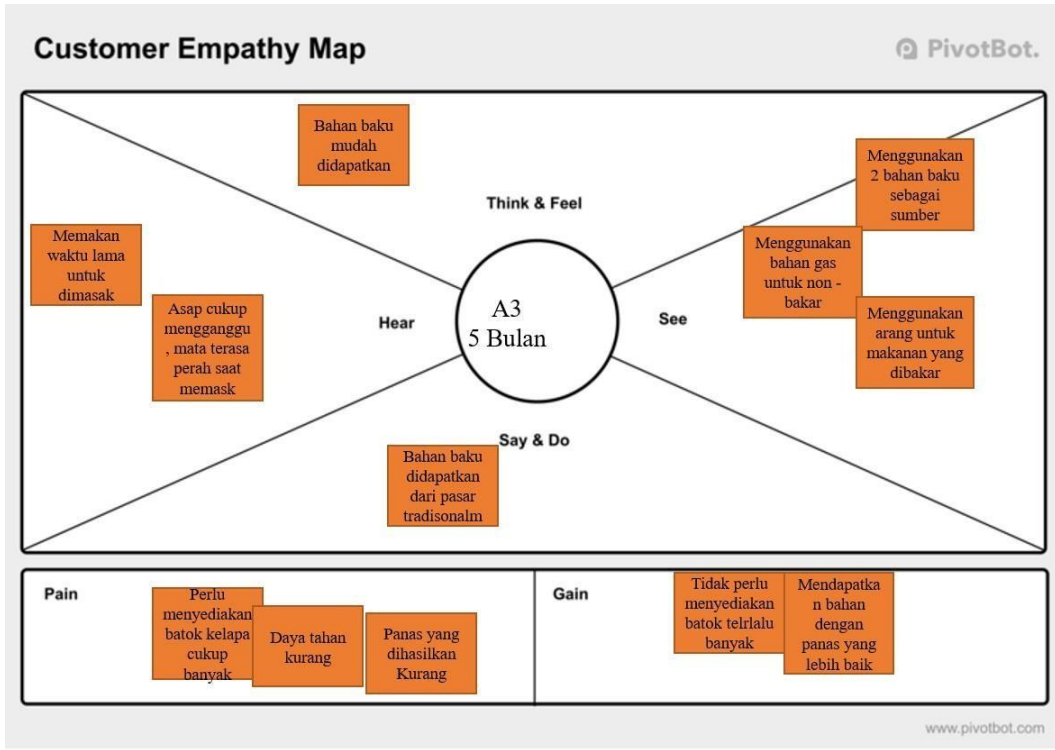 Customer Empathy Map
PivotBot.
Bahan baku
mudah
didapatkan
Think & Feel
Menggunakan
2 bahan baku
sebagai
sumber
Memakan
waktu lama
untuk
dimasak
Menggunakan
bahan gas
untuk non -
bakar
Asap cukup
mengganggu
, mata terasa
perah saat
memask
Hear
A3
5 Bulan
See
Menggunakan
arang untuk
makanan yang
dibakar
Say & Do
Bahan baku
didapatkan
dari pasar
tradisonalm
Pain
Perlu
menyediakan
batok kelapa
cukup
banyak
Daya tahan
kurang
Panas yang
dihasilkan
Kurang
Gain
Tidak perlu
menyediakan
batok telrlalu
banyak
Mendapatka
n bahan
dengan
panas yang
lebih baik
www.pivotbot.com